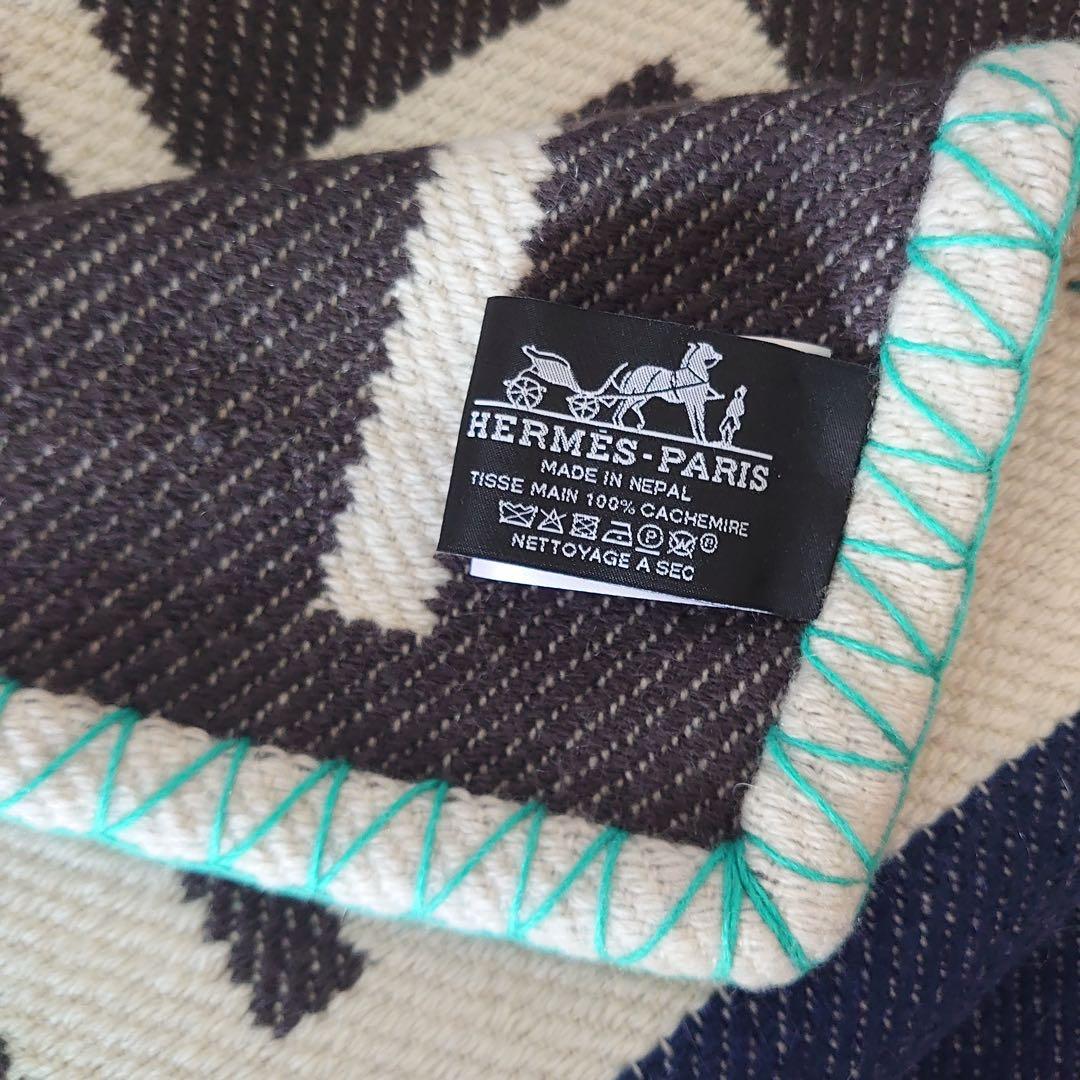 HERMÈS-PARIS
MADE IN NEPAL
TISSE MAIN 100% CACHEMIRE
P ®
NETTOYAGE A SEC